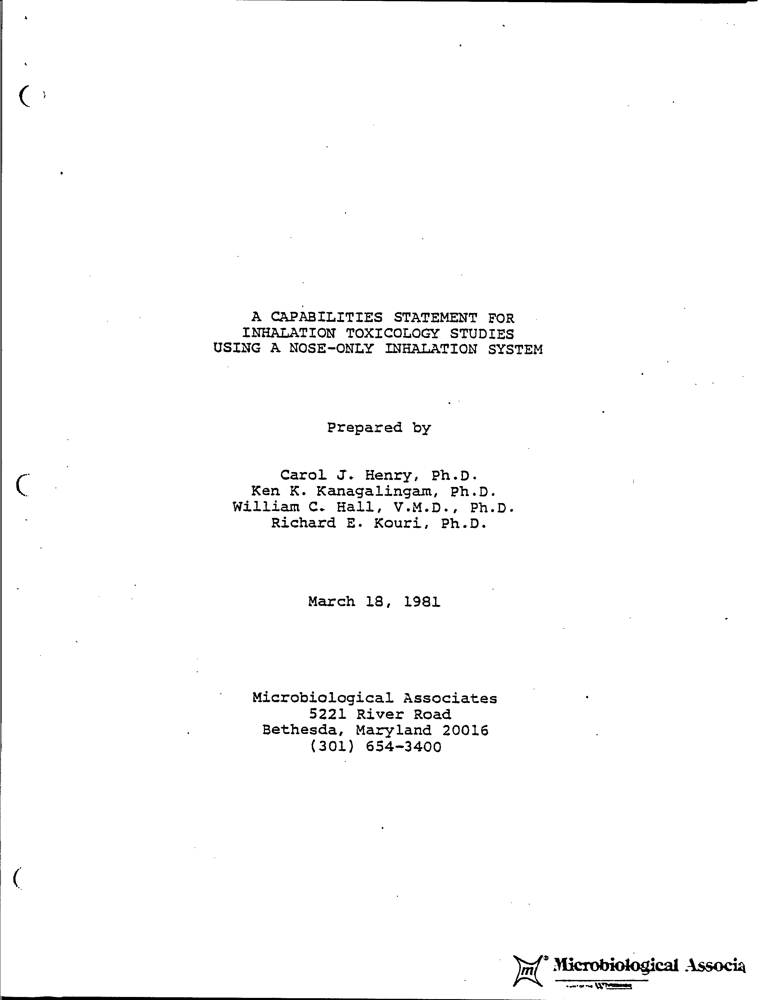 A CAPABILITIES STATEMENT FOR
INHALATION TOXICOLOGY STUDIES
USING A NOSE-ONLY INHALATION SYSTEM
Prepared by
Carol J. Henry, Ph.D.
Ken K. Kanagalingam, Ph.D.
William C. Hall, V.M.D., Ph.D.
Richard E. Kouri, Ph.D.
March 18, 1981
Microbiological Associates
5221 River Road
Bethesda, Maryland 20016
(301) 654-3400
m® Microbiological Associa